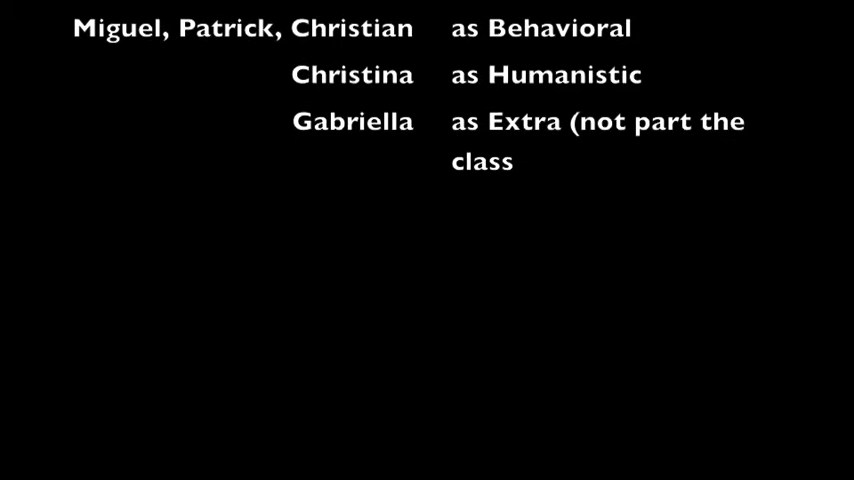 Miguel, Patrick, Christian as Behavioral
Christina as Humanistic
Gabriella as Extra (not part the
class